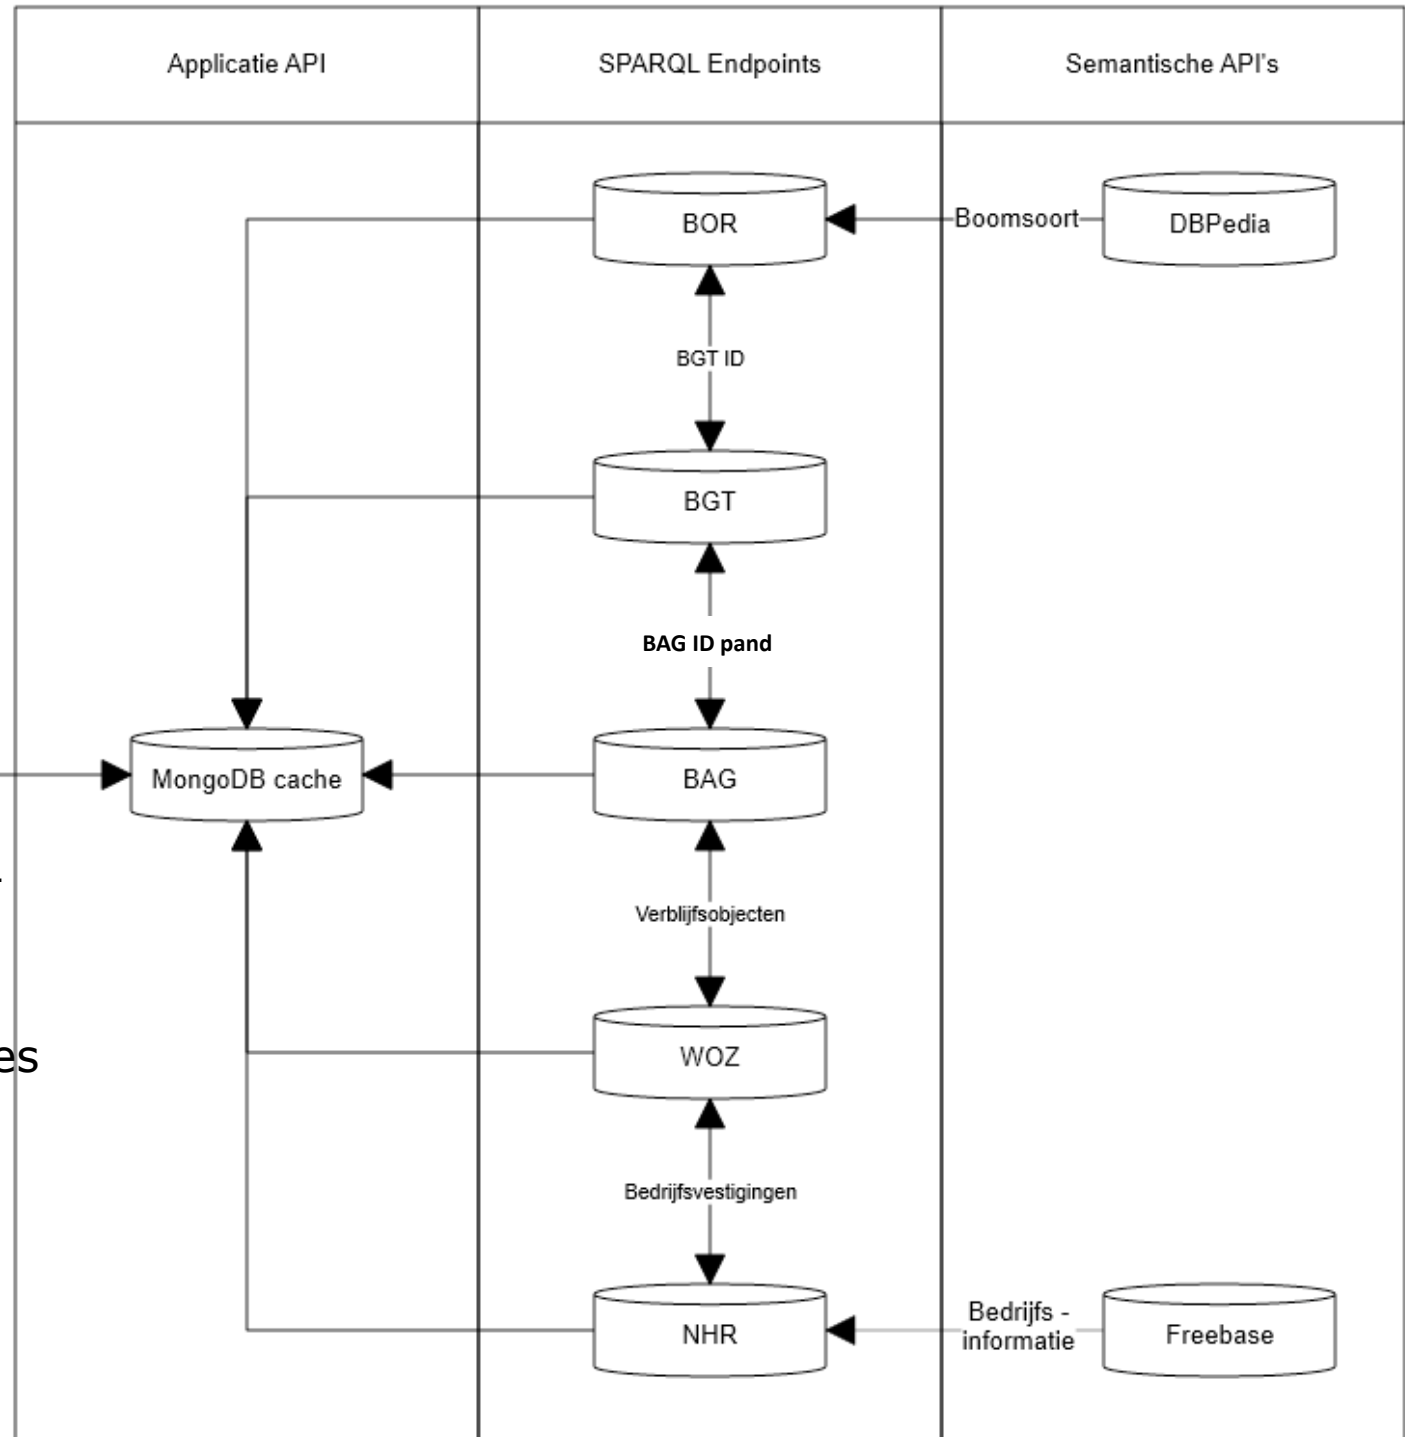 Applicatie API
SPARQL Endpoints
Semantische API's
BOR
Boomsoort
DBPedia
BGT ID
BGT
BAG ID pand
MongoDB cache
BAG
Verblijfsobjecten
es
WOZ
Bedrijfsvestigingen
NHR
Bedrijfs -
informatie
Freebase